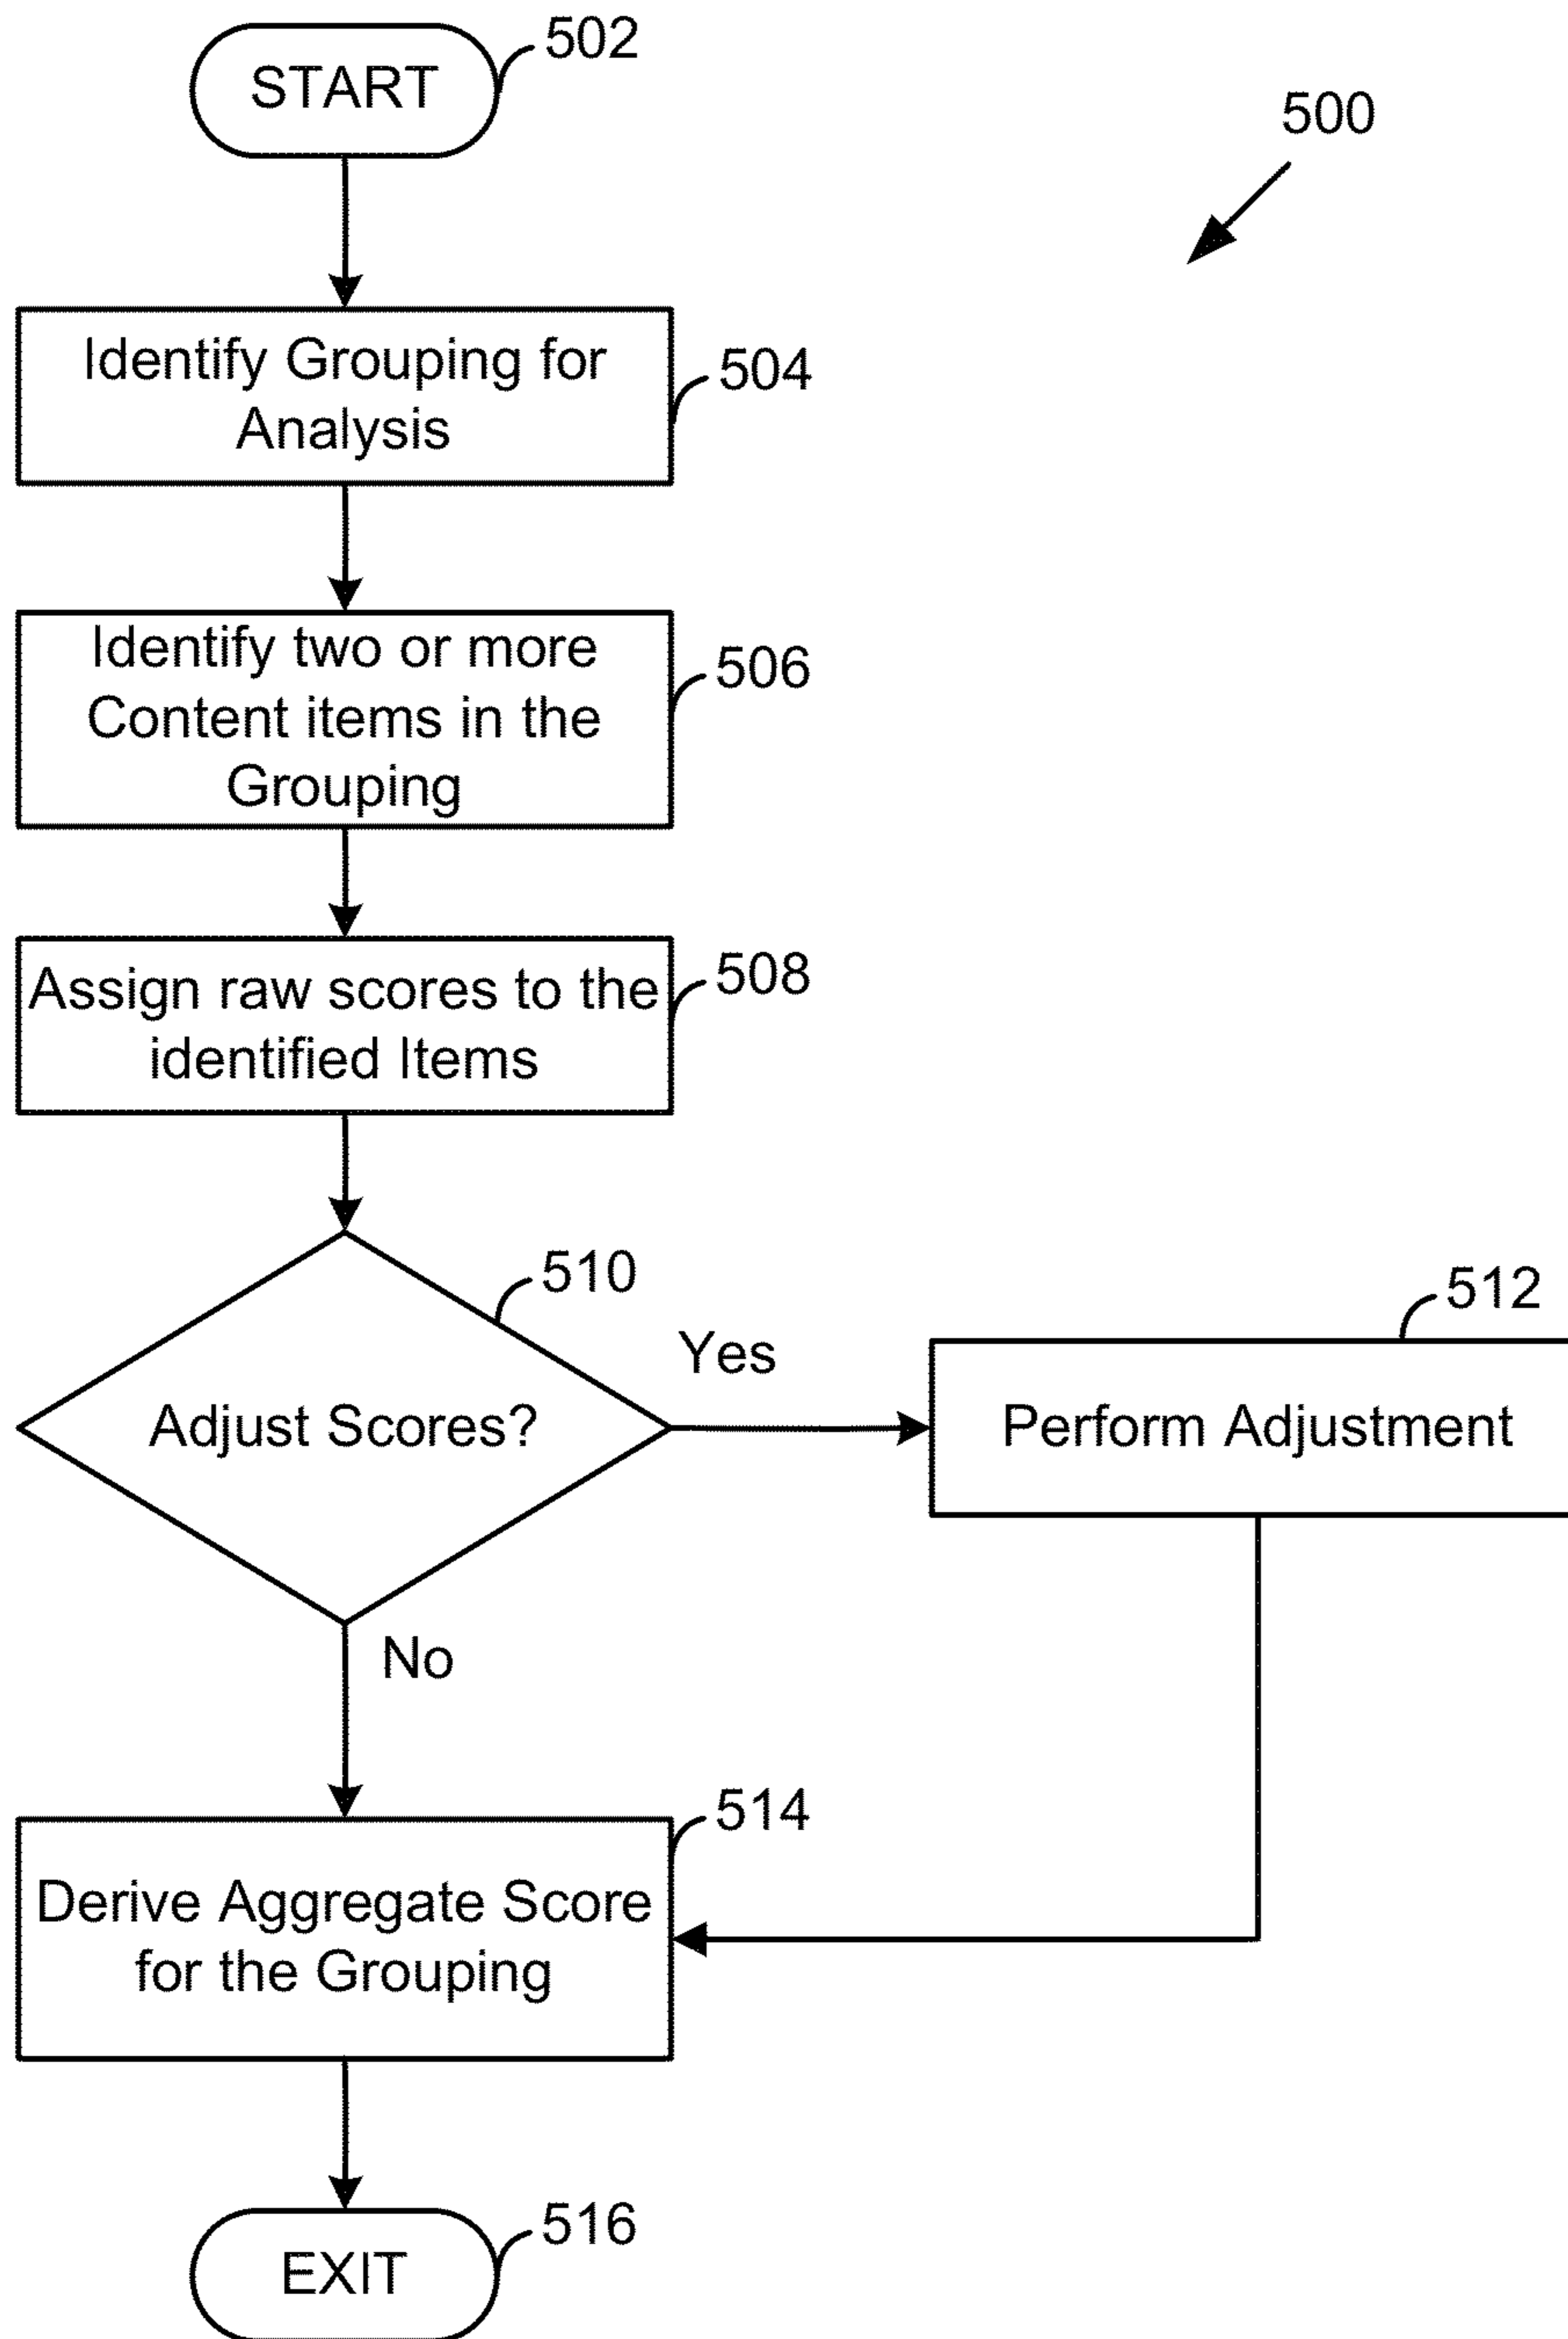 START
502
500
Identify Grouping for
Analysis
504
Identify two or more
Content items in the
Grouping
506
Assign raw scores to the
identified Items
508
510
Adjust Scores?
Yes
512
Perform Adjustment
No
514
Derive Aggregate Score
for the Grouping
516
EXIT